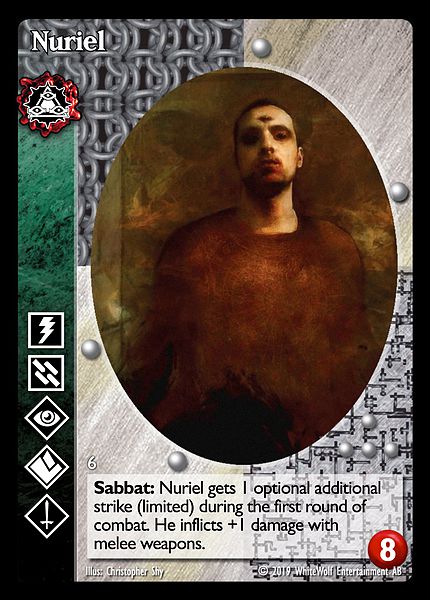 Nuriel
6
Sabbat: Nuriel gets 1 optional additional
strike (limited) during the first round of
combat. He inflicts +1 damage with
melee weapons.
8
Illus: Christopher Shy
© 2019 WhiteWolf Entertainment AB